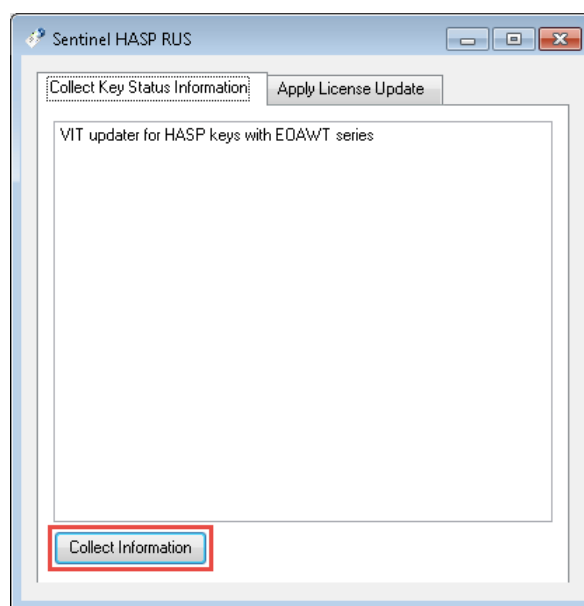 Sentinel HASP RUS
Collect Key Status Information
Apply License Update
VIT updater for HASP keys with EOAWT series
Collect Information